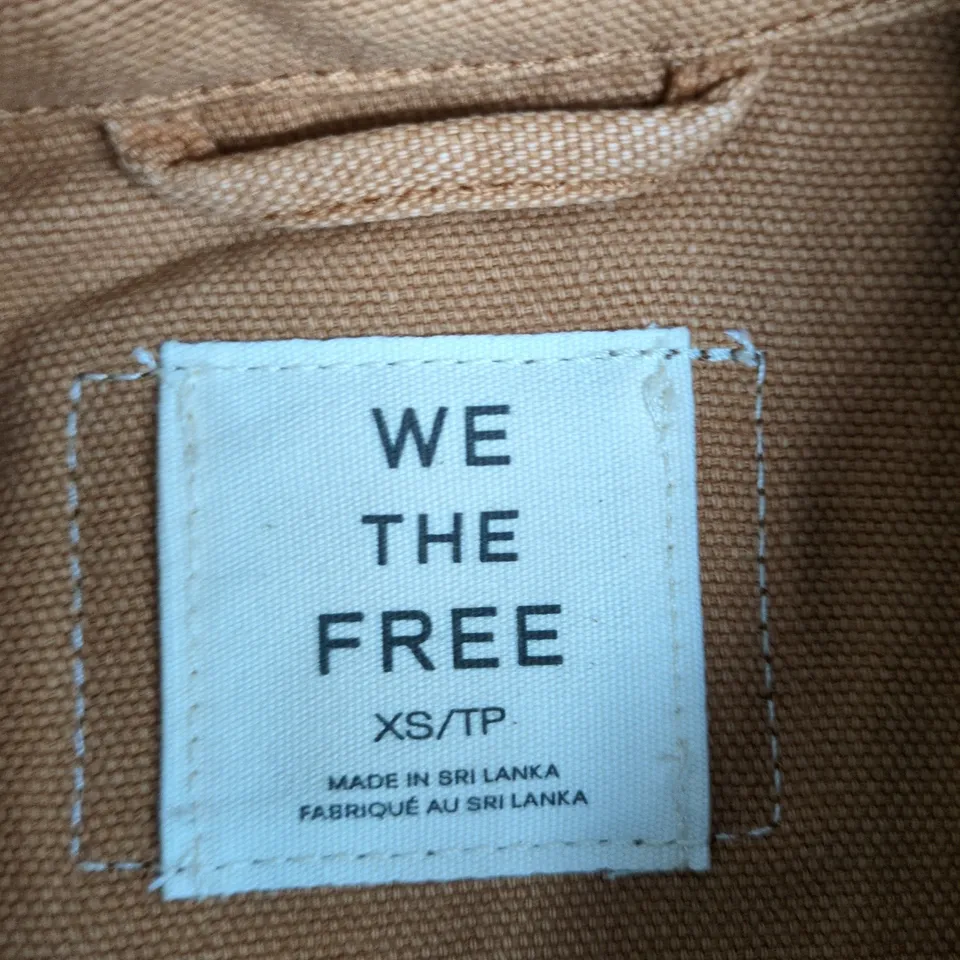 WE
THE
FREE
XS/TP
MADE IN SRI LANKA
FABRIQUÉ AU SRI LANKA